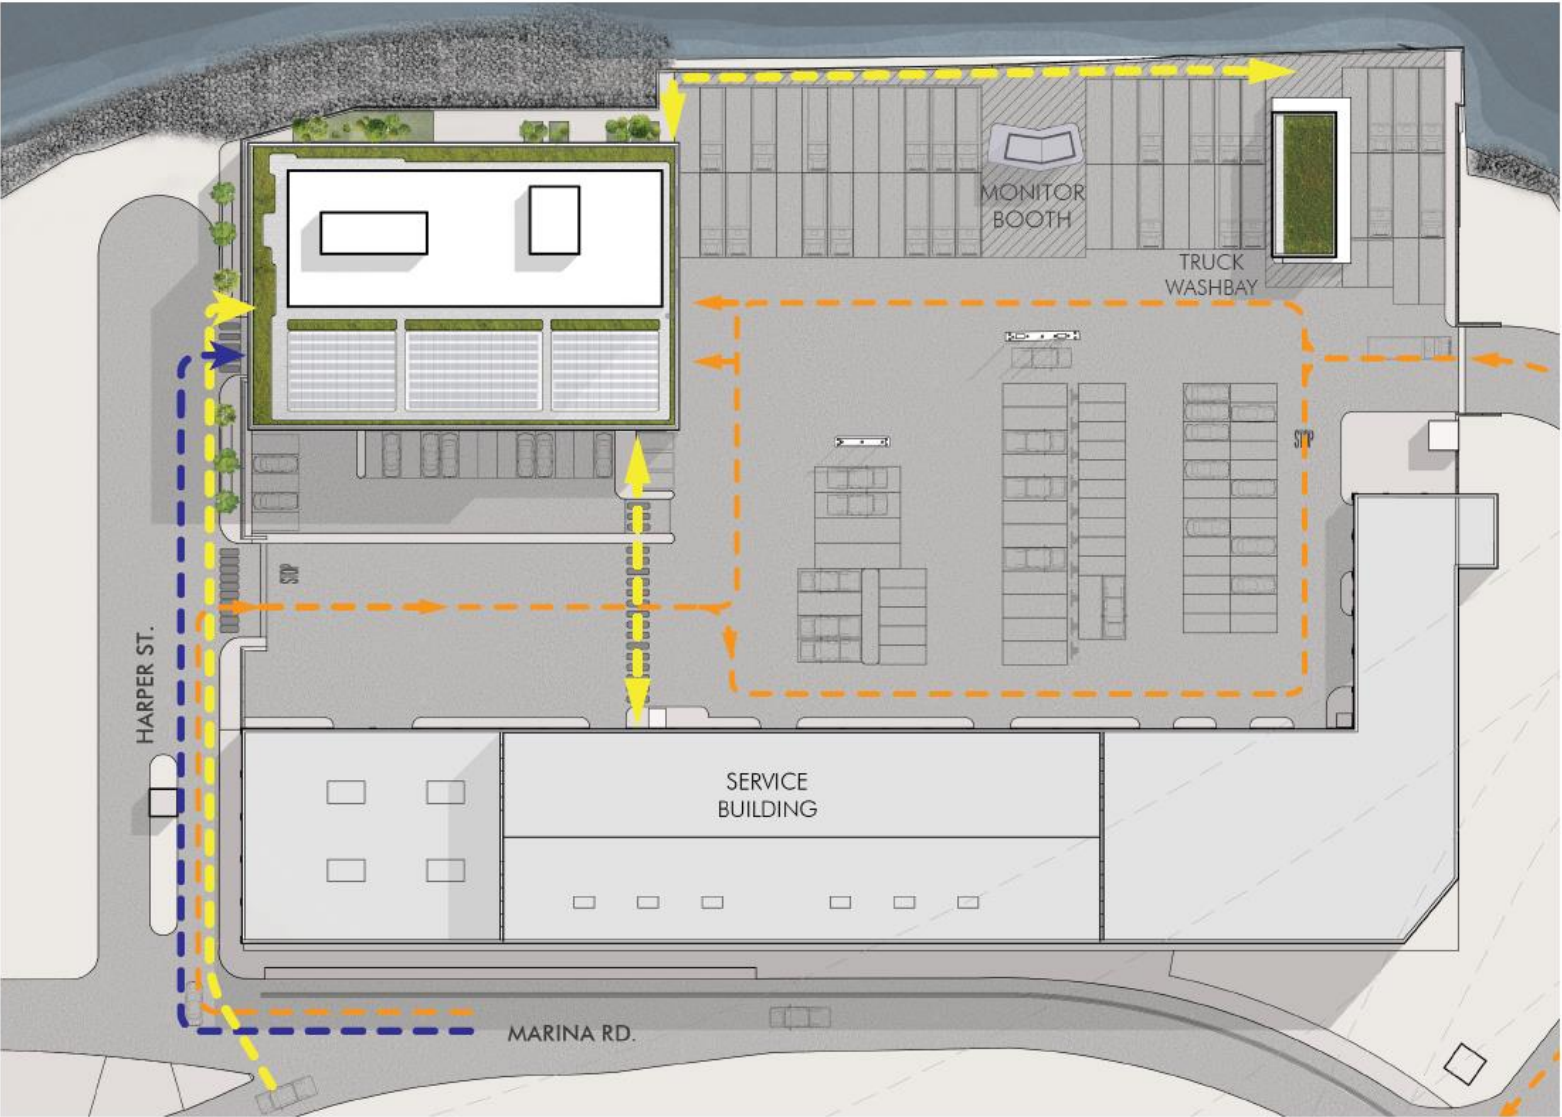 MONITOR
BOOTH
TRUCK
WASHBAY
STOP
STOP
HARPER ST.
SERVICE
BUILDING
MARINA RD.